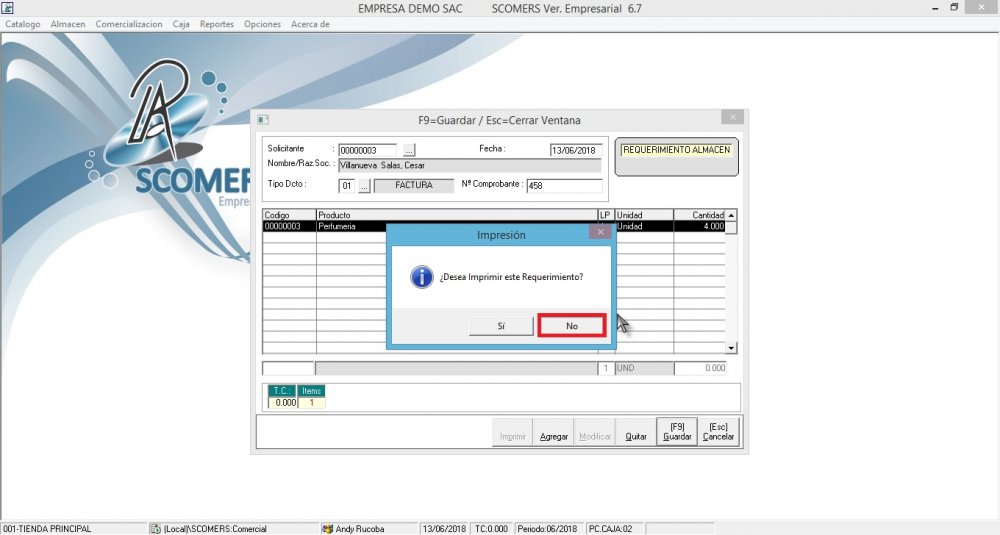 EMPRESA DEMO SAC SCOMERS Ver. Empresarial 6.7
Catalogo Almacen Comercializacion Caja Reportes Opciones Acerca de
SCOMER
Empre
F9=Guardar / Esc=Cerrar Ventana
Solicitante : 00000003 ... Fecha : 13/06/2018
REQUERIMIENTO ALMACEN
Nombre/Raz.Soc. : Villanueva Salas, Cesar
Tipo Dcto : 01 ... FACTURA Nº Comprobante : 458
Codigo Producto LP Unidad Cantidad
00000003 Perfumeria Unidad 4.000
Impresión
¿Desea Imprimir este Requerimiento?
Sí No
1 UND 0.000
T.C.: Items
0.000 1
Imprimir Agregar Modificar Quitar [F9] Guardar [Esc] Cancelar
001-TIENDA PRINCIPAL (Local)\SCOMERS:Comercial Andy Rucoba 13/06/2018 TC:0.000 Periodo:06/2018 PC.CAJA:02